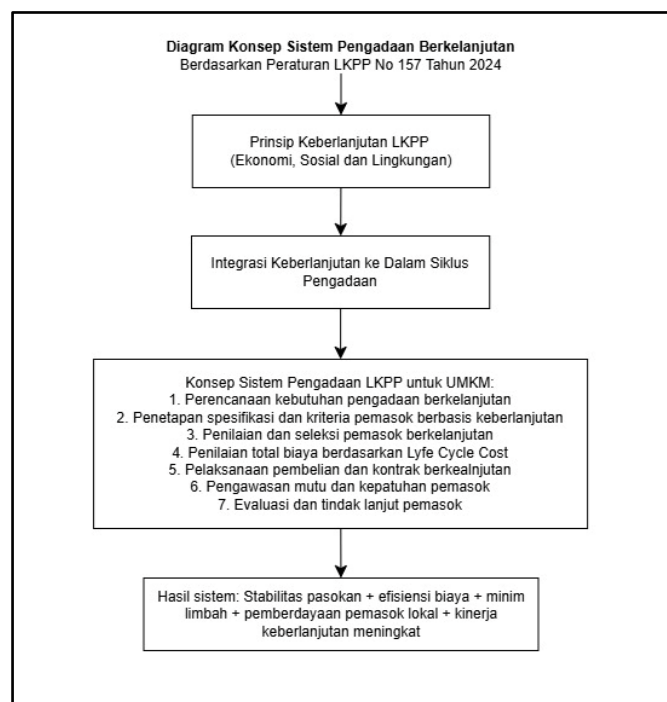 Diagram Konsep Sistem Pengadaan Berkelanjutan
Berdasarkan Peraturan LKPP No 157 Tahun 2024
Prinsip Keberlanjutan LKPP
(Ekonomi, Sosial dan Lingkungan)
Integrasi Keberlanjutan ke Dalam Siklus
Pengadaan
Konsep Sistem Pengadaan LKPP untuk UMKM:
1. Perencanaan kebutuhan pengadaan berkelanjutan
2. Penetapan spesifikasi dan kriteria pemasok berbasis keberlanjutan
3. Penilaian dan seleksi pemasok berkelanjutan
4. Penilaian total biaya berdasarkan Lyfe Cycle Cost
5. Pelaksanaan pembelian dan kontrak berkealnjutan
6. Pengawasan mutu dan kepatuhan pemasok
7. Evaluasi dan tindak lanjut pemasok
Hasil sistem: Stabilitas pasokan + efisiensi biaya + minim
limbah + pemberdayaan pemasok lokal + kinerja
keberlanjutan meningkat